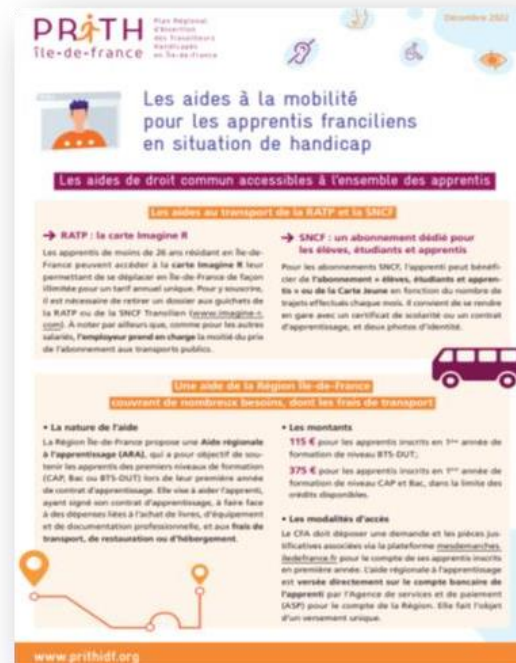 PRiTH
île-de-france
Plan Régional
d'Insertion
des Travailleurs
Handicapés
en Île-de-France
Décembre 2022
Les aides à la mobilité
pour les apprentis franciliens
en situation de handicap
Les aides de droit commun accessibles à l'ensemble des apprentis
Les aides au transport de la RATP et la SNCF
→ RATP : la carte Imagine R
Les apprentis de moins de 26 ans résidant en Île-de-
France peuvent accéder à la carte Imagine R leur
permettant de se déplacer en Île-de-France de façon
illimitée pour un tarif annuel unique. Pour y souscrire,
il est nécessaire de retirer un dossier aux guichets de
la RATP ou de la SNCF Transilien (www.imagine-r.
com). À noter par ailleurs que, comme pour les autres
salariés, l'employeur prend en charge la moitié du prix
de l'abonnement aux transports publics.
→ SNCF : un abonnement dédié pour
les élèves, étudiants et apprentis
Pour les abonnements SNCF, l'apprenti peut bénéfi-
cier de l'abonnement « élèves, étudiants et appren-
tis » ou de la Carte Jeune en fonction du nombre de
trajets effectués chaque mois. Il convient de se rendre
en gare avec un certificat de scolarité ou un contrat
d'apprentissage, et deux photos d'identité.
Une aide de la Région Île-de-France
couvrant de nombreux besoins, dont les frais de transport
• La nature de l'aide
La Région Île-de-France propose une Aide régionale
à l'apprentissage (ARA), qui a pour objectif de sou-
tenir les apprentis des premiers niveaux de formation
(CAP, Bac ou BTS-DUT) lors de leur première année
de contrat d'apprentissage. Elle vise à aider l'apprenti,
ayant signé son contrat d'apprentissage, à faire face
à des dépenses liées à l'achat de livres, d'équipement
et de documentation professionnelle, et aux frais de
transport, de restauration ou d'hébergement.
• Les montants
115 € pour les apprentis inscrits en 1ère année de
formation de niveau BTS-DUT;
375 € pour les apprentis inscrits en 1ère année de
formation de niveau CAP et Bac, dans la limite des
crédits disponibles.
• Les modalités d'accès
Le CFA doit déposer une demande et les pièces jus-
tificatives associées via la plateforme mesdemarches.
iledefrance.fr pour le compte de ses apprentis inscrits
en première année. L'aide régionale à l'apprentissage
est versée directement sur le compte bancaire de
l'apprenti par l'Agence de services et de paiement
(ASP) pour le compte de la Région. Elle fait l'objet
d'un versement unique.
www.prithidf.org